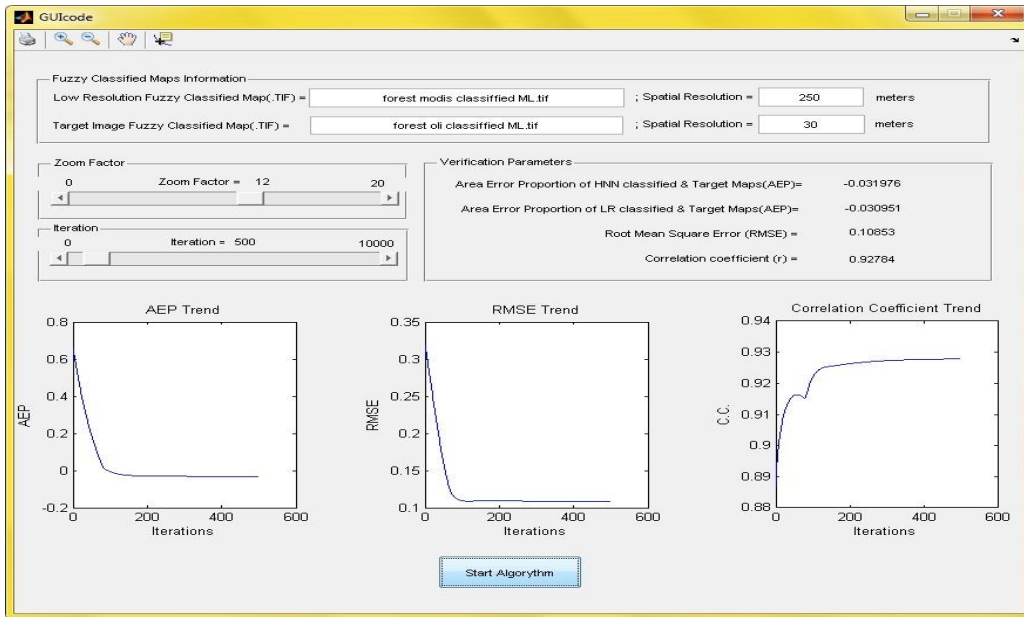 GUIcode
Fuzzy Classified Maps Information
Low Resolution Fuzzy Classified Map(.TIF) = forest modis classiffied ML.tif ; Spatial Resolution = 250 meters
Target Image Fuzzy Classified Map(.TIF) = forest oli classiffied ML.tif ; Spatial Resolution = 30 meters
Zoom Factor
0 Zoom Factor = 12 20
Iteration
0 Iteration = 500 10000
Verification Parameters
Area Error Proportion of HNN classified & Target Maps(AEP)= -0.031976
Area Error Proportion of LR classified & Target Maps(AEP)= -0.030951
Root Mean Square Error (RMSE) = 0.10853
Correlation coefficient (r) = 0.92784
AEP Trend
0.8
0.6
0.4
0.2
0
-0.2
AEP
0 200 400 600
Iterations
RMSE Trend
0.35
0.3
0.25
0.2
0.15
0.1
RMSE
0 200 400 600
Iterations
Correlation Coefficient Trend
0.94
0.93
0.92
0.91
0.9
0.89
0.88
C.C.
0 200 400 600
Iterations
Start Algorythm